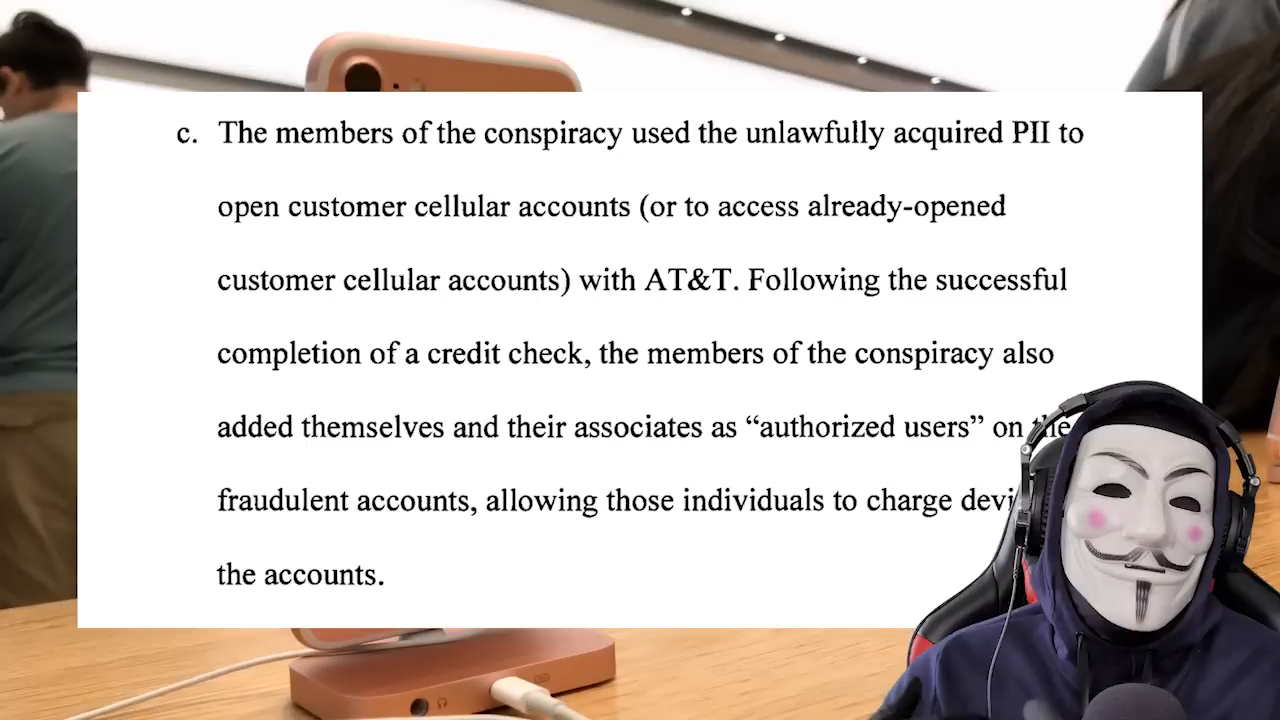 c. The members of the conspiracy used the unlawfully acquired PII to
open customer cellular accounts (or to access already-opened
customer cellular accounts) with AT&T. Following the successful
completion of a credit check, the members of the conspiracy also
added themselves and their associates as “authorized users” on the
fraudulent accounts, allowing those individuals to charge
the accounts.